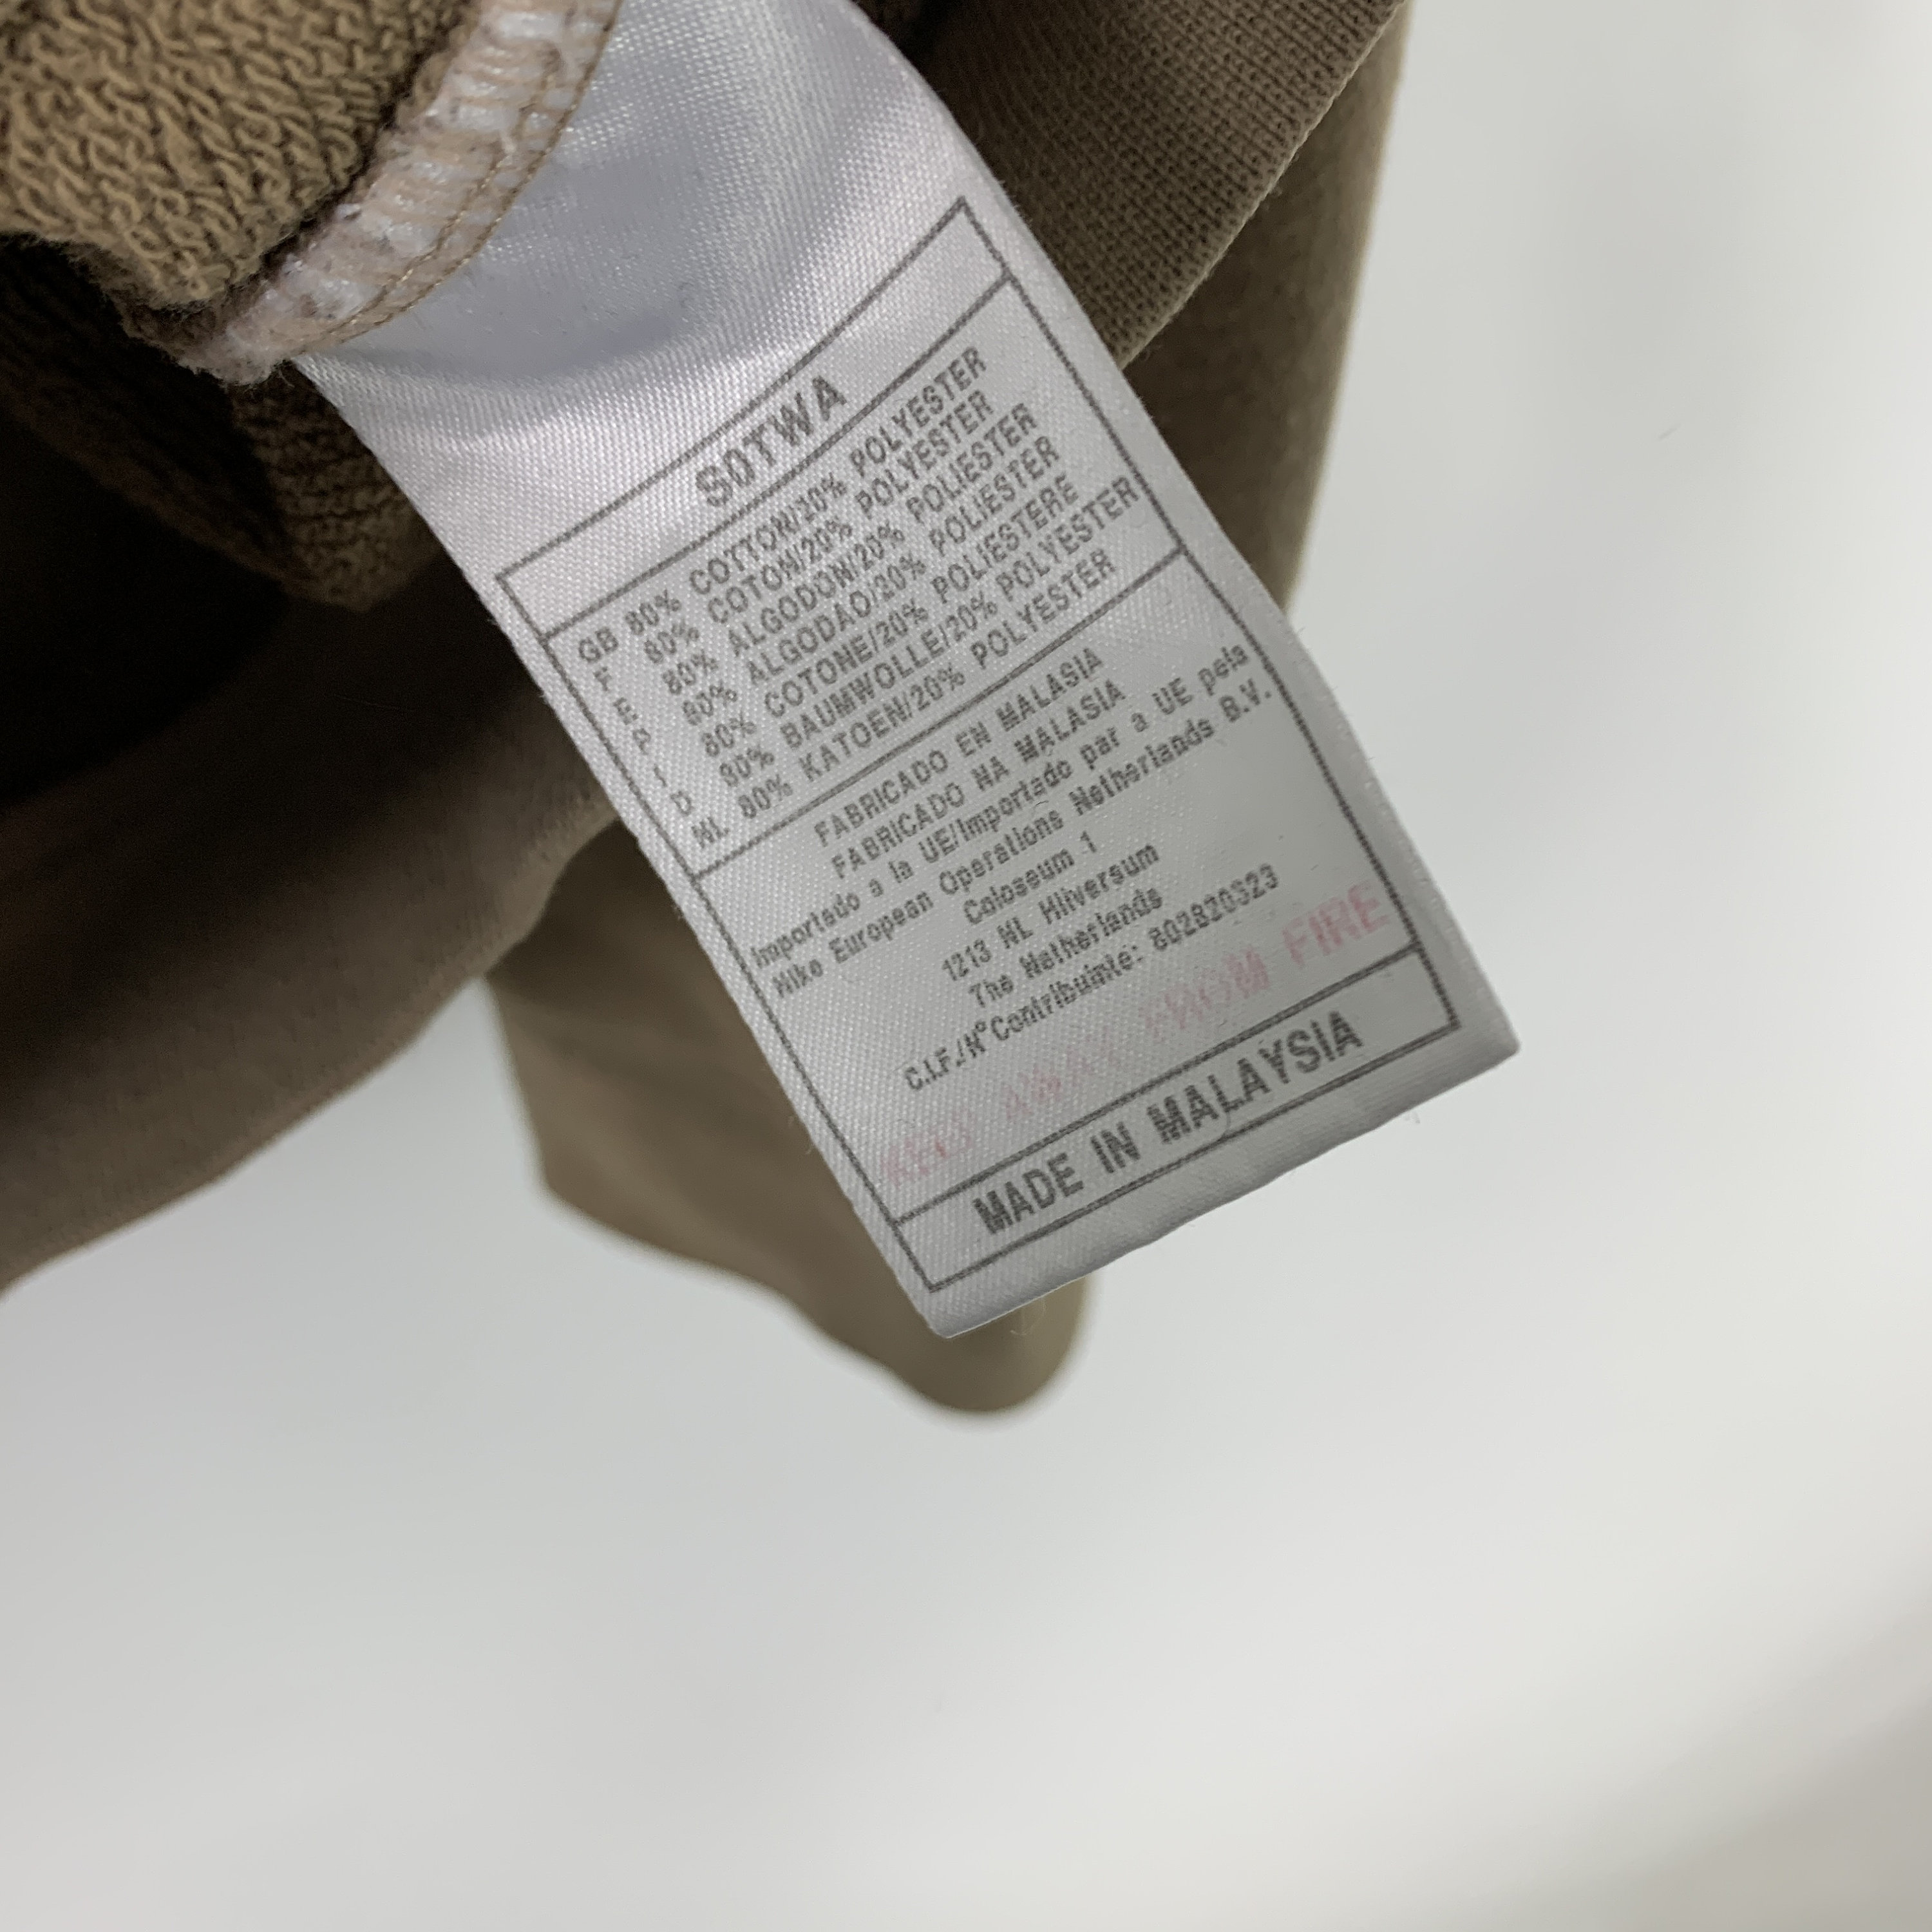 S0TWA
GB 80% COTTON/20% POLYESTER
F 80% COTON/20% POLYESTER
E 80% ALGODON/20% POLIESTER
80% ALGODAO/20% POLIESTER
I 80% COTONE/20% POLIESTERE
D 80% BAUMWOLLE/20% POLYESTER
NL 80% KATOEN/20% POLYESTER
FABRICADO EN MALASIA
FABRICADO NA MALASIA
Importado a la UE/Importado par a UE pela
Nike European Operations Netherlands B.V.
Colosseum 1
1213 NL Hilversum
The Netherlands
C.I.F./N°Contribuinte: 802820323
AWAY FROM FIRE
MADE IN MALAYSIA